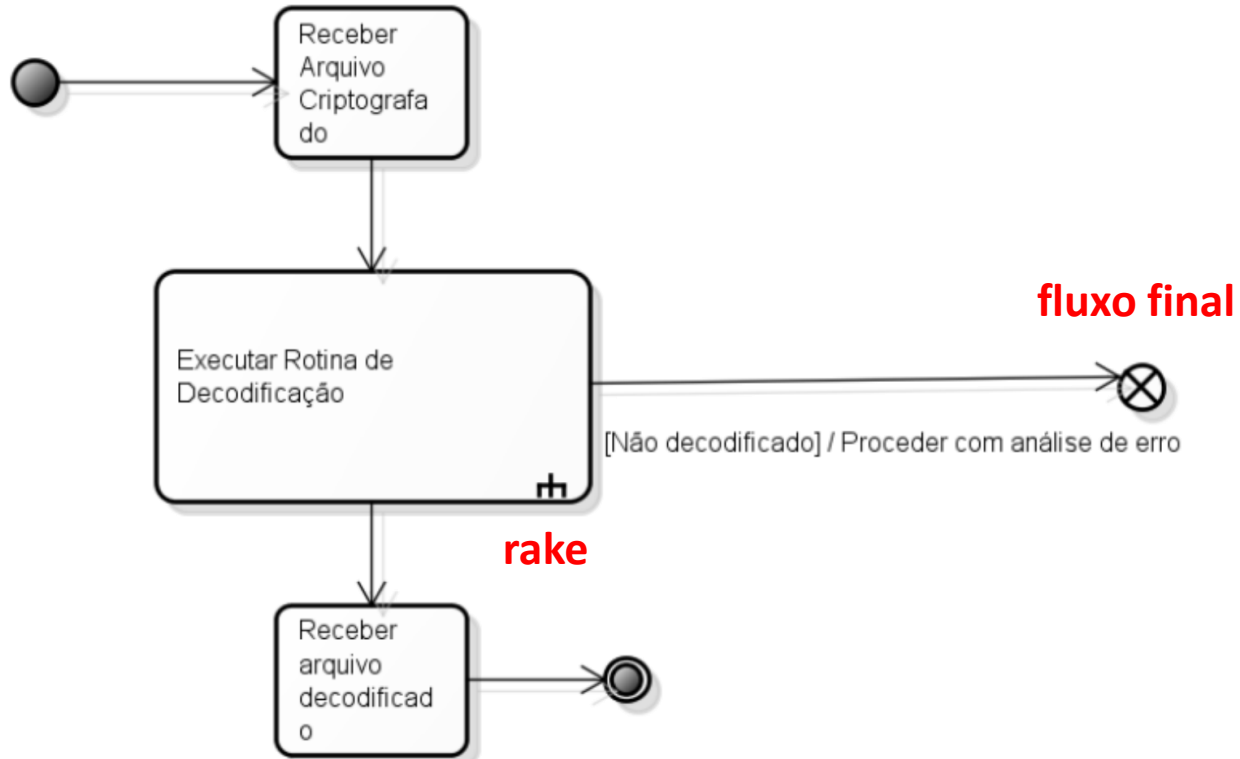 Receber
Arquivo
Criptografa
do
fluxo final
Executar Rotina de
Decodificação
[Não decodificado] / Proceder com análise de erro
rake
Receber
arquivo
decodificad
o